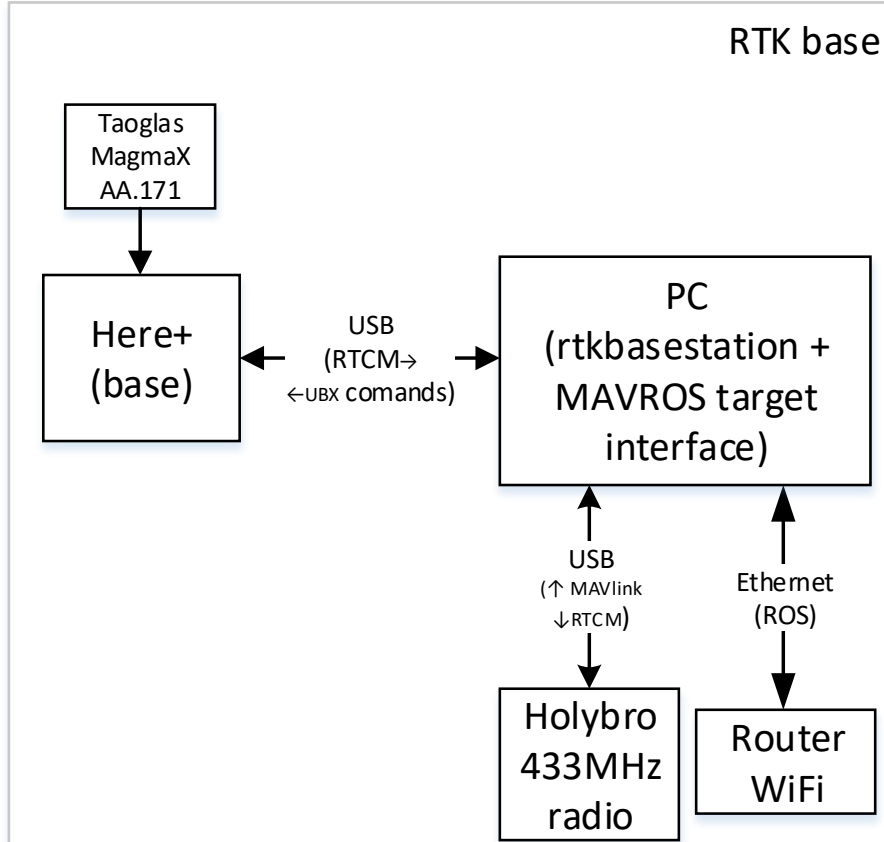 RTK base
Taoglas
MagmaX
AA.171
Here+
(base)
USB
(RTCM→
←UBX comands)
PC
(rtkbasestation +
MAVROS target
interface)
USB
(↑ MAVlink
↓RTCM)
Ethernet
(ROS)
Holybro
433MHz
radio
Router
WiFi